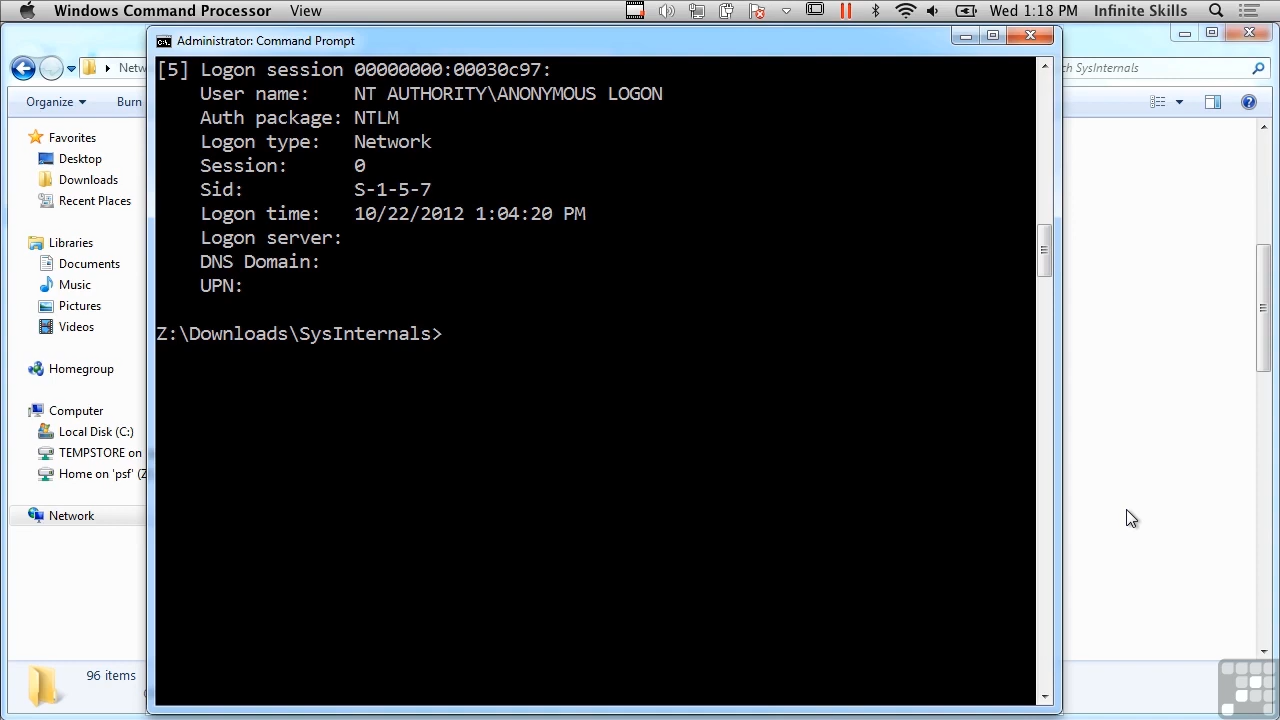 Windows Command Processor View Wed 1:18 PM Infinite Skills
Administrator: Command Prompt
Netw
ch SysInternals
Organize Burn
Favorites
Desktop
Downloads
Recent Places
Libraries
Documents
Music
Pictures
Videos
Homegroup
Computer
Local Disk (C:)
TEMPSTORE on
Home on 'psf' (Z
Network
96 items
[5] Logon session 00000000:00030c97:
User name: NT AUTHORITY\ANONYMOUS LOGON
Auth package: NTLM
Logon type: Network
Session: 0
Sid: S-1-5-7
Logon time: 10/22/2012 1:04:20 PM
Logon server:
DNS Domain:
UPN:
Z:\Downloads\SysInternals>